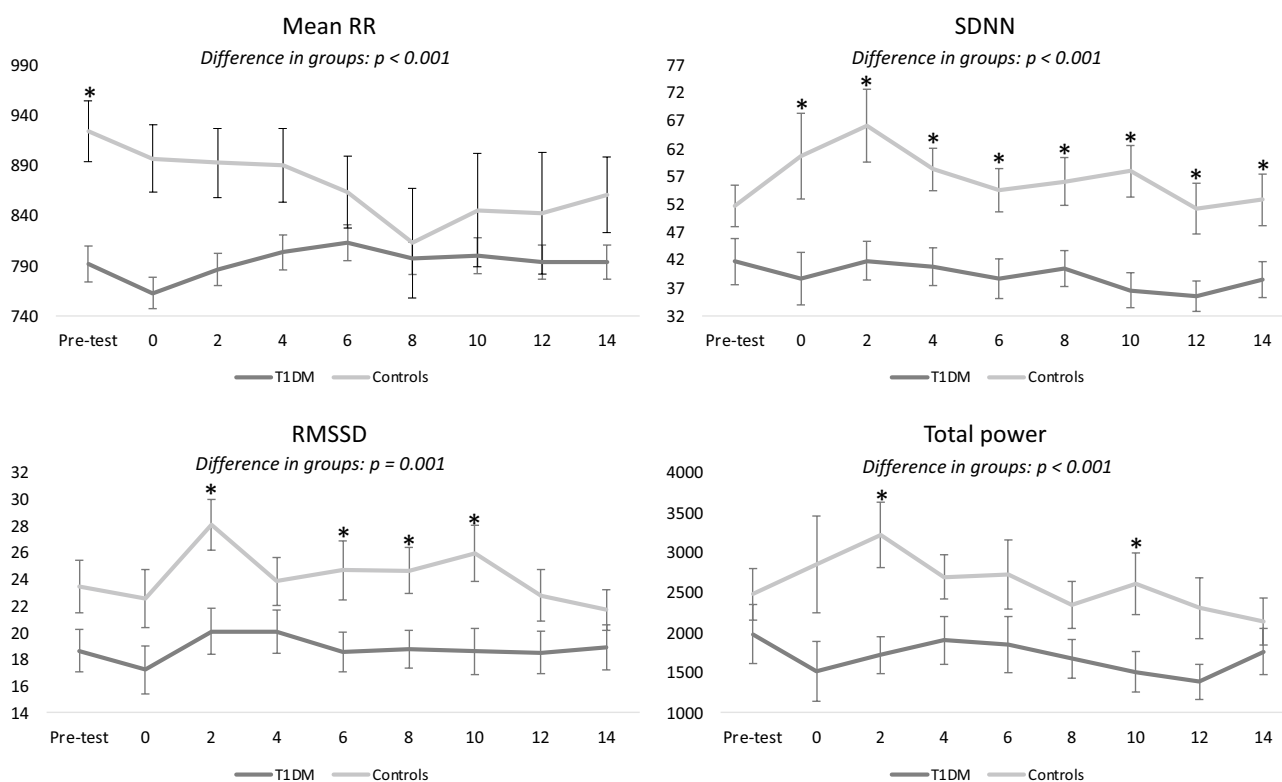 Mean RR
Difference in groups: p < 0.001
990
940
890
840
790
740
*
Pre-test 0 2 4 6 8 10 12 14
T1DM Controls
SDNN
Difference in groups: p < 0.001
77
72
67
62
57
52
47
42
37
32
* * * * * * * *
Pre-test 0 2 4 6 8 10 12 14
T1DM Controls
RMSSD
Difference in groups: p = 0.001
32
30
28
26
24
22
20
18
16
14
* * * *
Pre-test 0 2 4 6 8 10 12 14
T1DM Controls
Total power
Difference in groups: p < 0.001
4000
3500
3000
2500
2000
1500
1000
* *
Pre-test 0 2 4 6 8 10 12 14
T1DM Controls